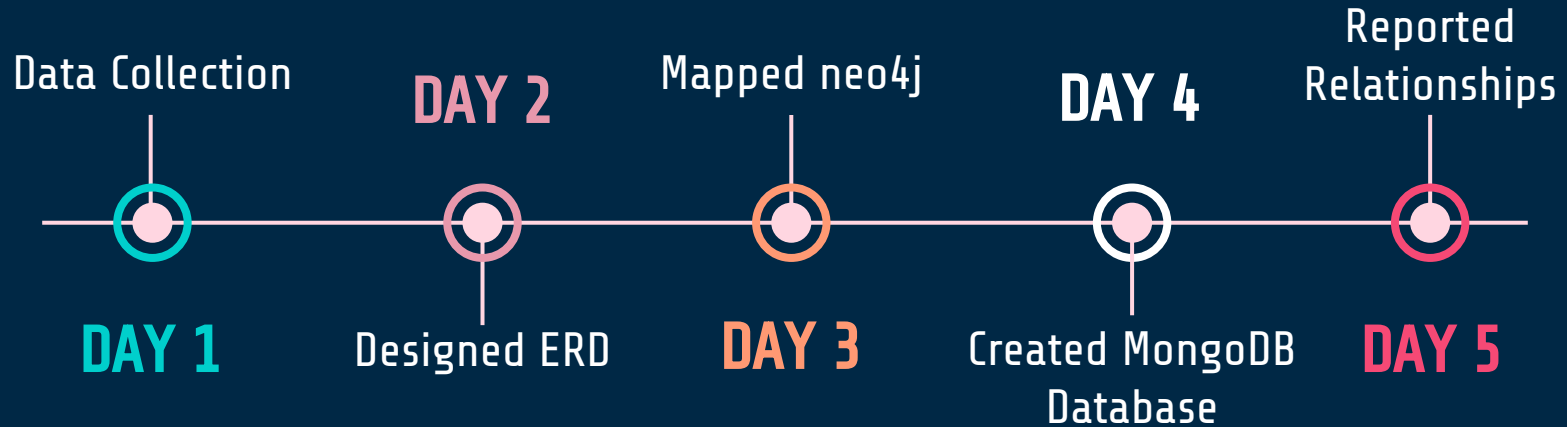 Data Collection
DAY 1
DAY 2
Designed ERD
Mapped neo4j
DAY 3
DAY 4
Created MongoDB
Database
Reported
Relationships
DAY 5